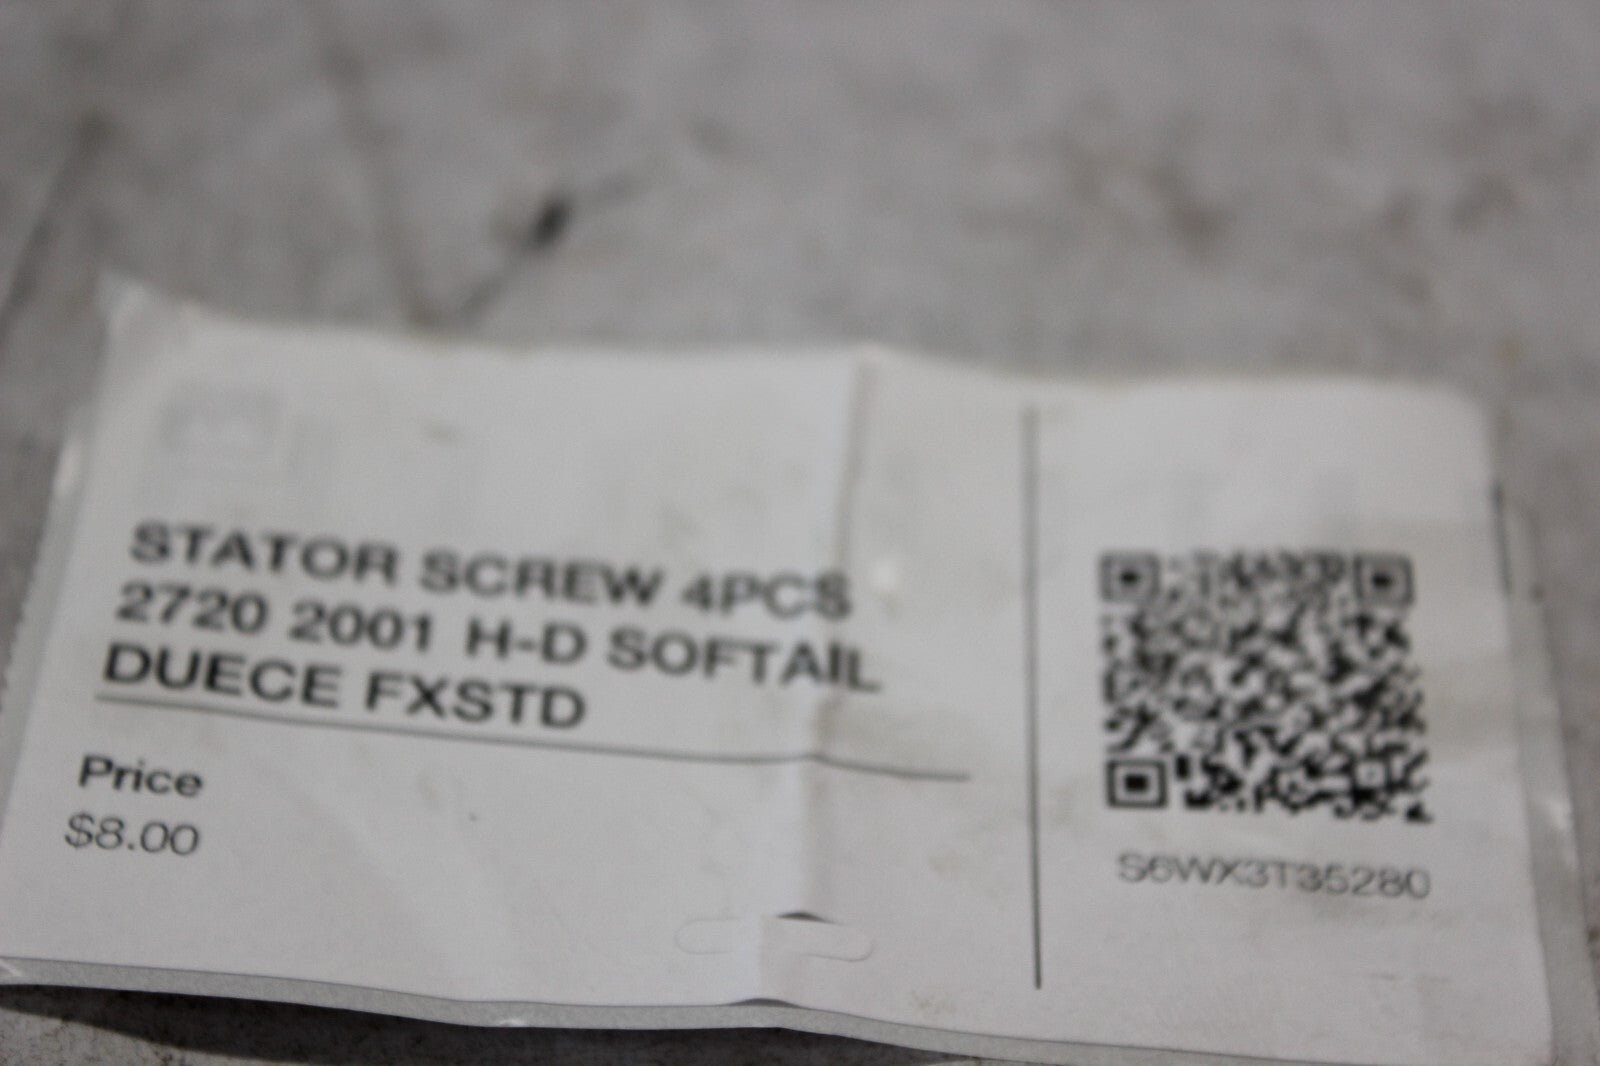 STATOR SCREW 4PCS
2720 2001 H-D SOFTAIL
DUECE FXSTD
Price
$8.00
S6WX3T35280